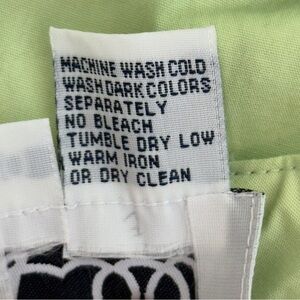 MACHINE WASH COLD
WASH DARK COLORS
SEPARATELY
NO BLEACH
TUMBLE DRY LOW
WARM IRON
OR DRY CLEAN